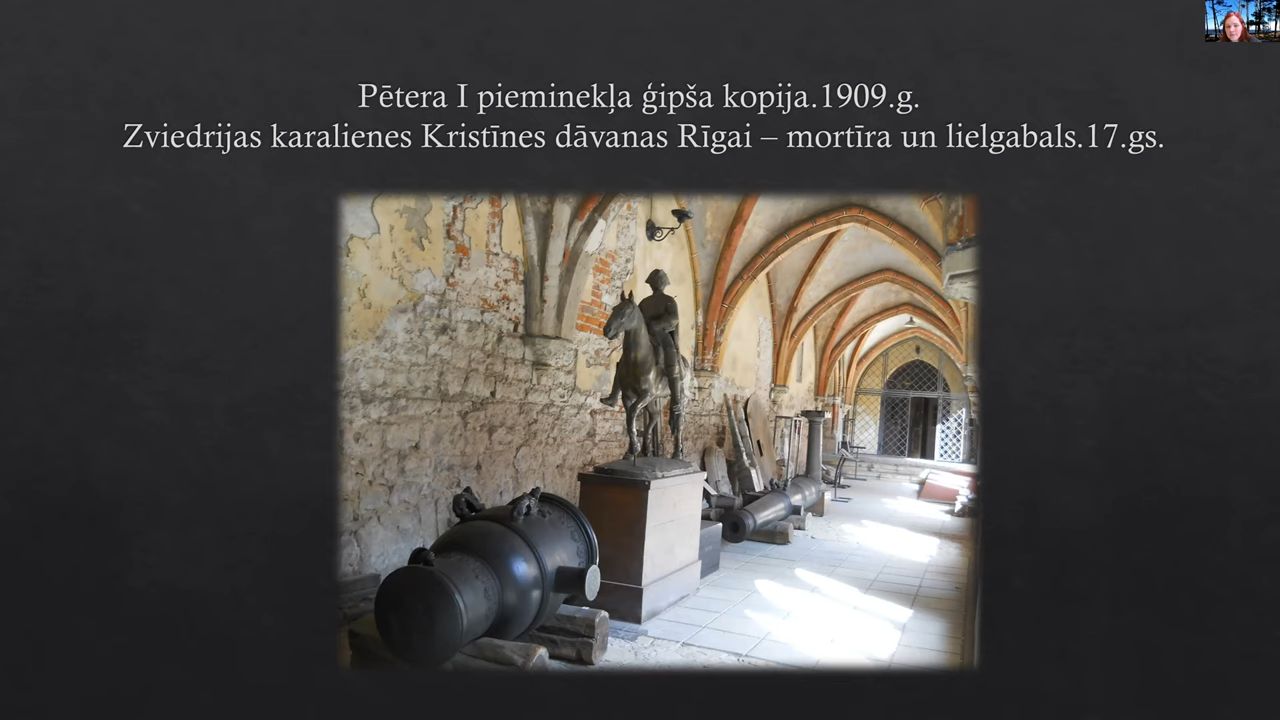 Pētera I pieminekļa ģipša kopija.1909.g.
Zviedrijas karalienes Kristīnes dāvanas Rīgai – mortīra un lielgabals.17.gs.